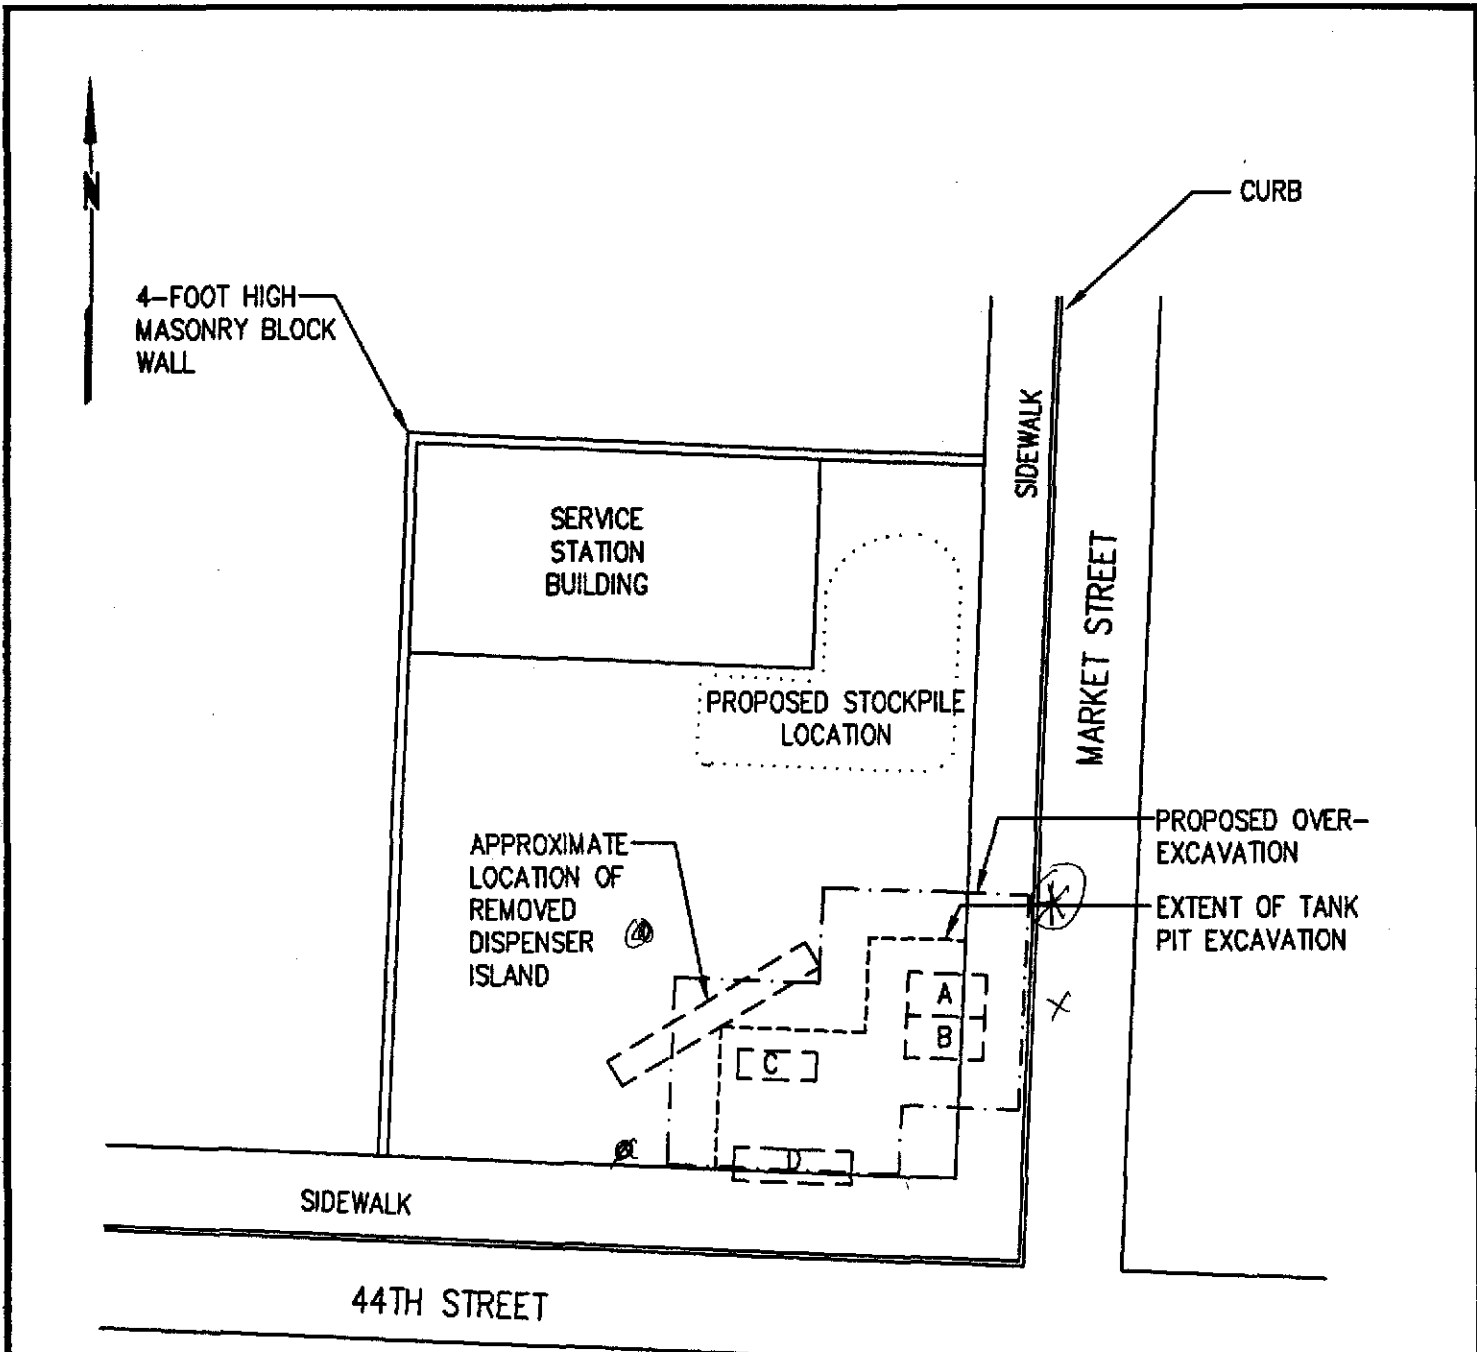 N
CURB
4-FOOT HIGH
MASONRY BLOCK
WALL
SIDEWALK
SERVICE
STATION
BUILDING
MARKET STREET
PROPOSED STOCKPILE
LOCATION
APPROXIMATE
LOCATION OF
REMOVED
DISPENSER
ISLAND
PROPOSED OVER-
EXCAVATION
EXTENT OF TANK
PIT EXCAVATION
A
B
C
D
SIDEWALK
44TH STREET